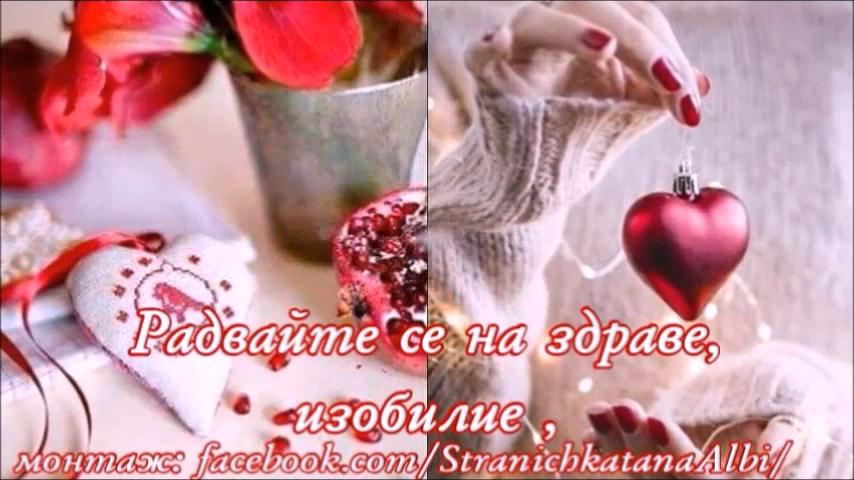 Радвайте се на здраве,
изобилие ,
монтаж: facebook.com/StranichkatanaAlbi/